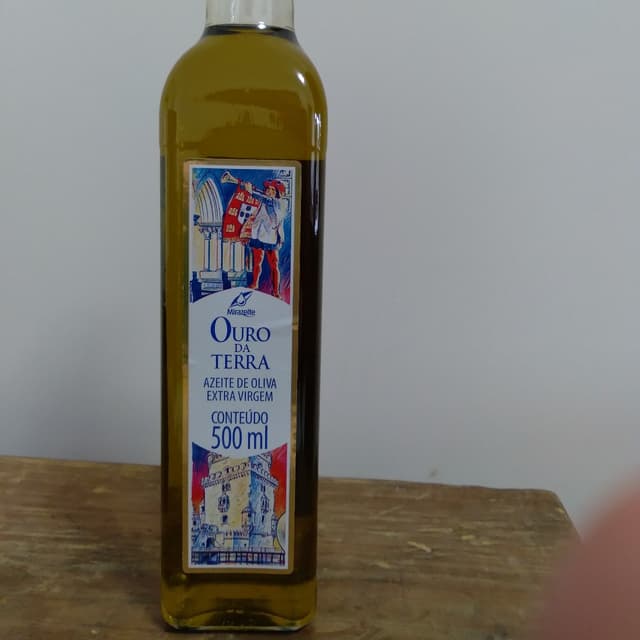 Mirazeite
OURO
DA
TERRA
AZEITE DE OLIVA
EXTRA VIRGEM
CONTEÚDO
500 ml